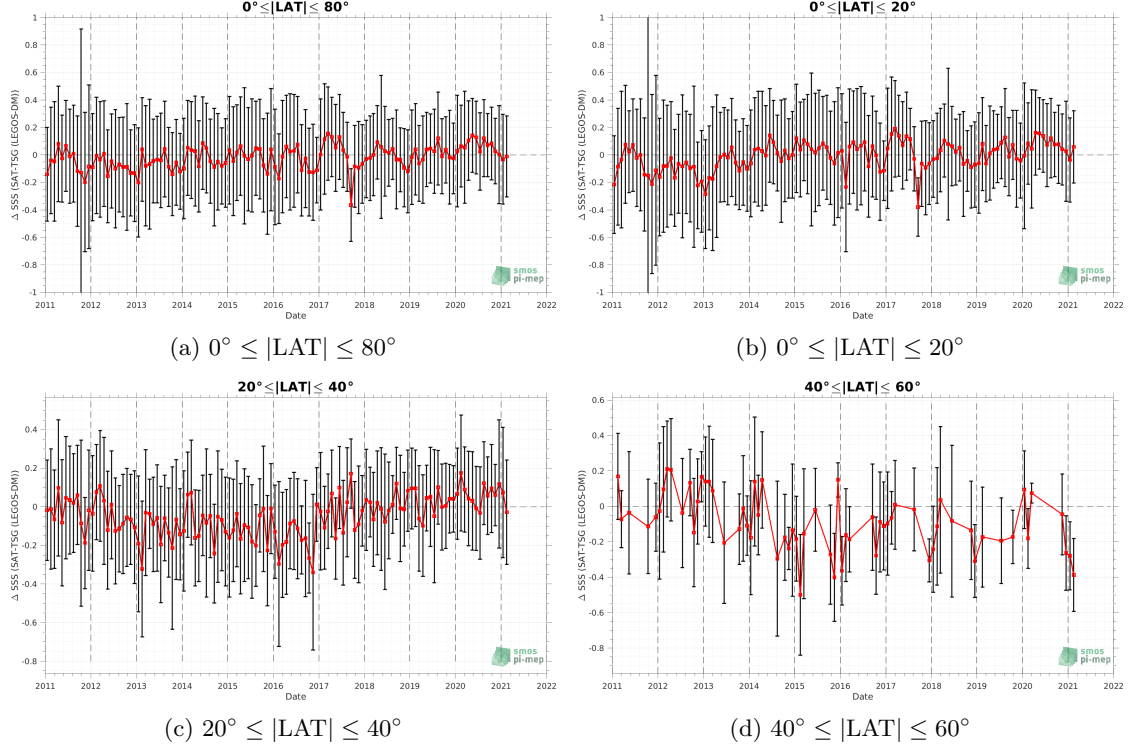 0°≤|LAT|≤ 80°
Δ SSS (SAT-TSG (LEGOS-DM))
1
0.8
0.6
0.4
0.2
0
-0.2
-0.4
-0.6
-0.8
-1
2011 2012 2013 2014 2015 2016 2017 2018 2019 2020 2021 2022
Date
smos
pi-mep
(a) 0° ≤ |LAT| ≤ 80°
0°≤|LAT|≤ 20°
Δ SSS (SAT-TSG (LEGOS-DM))
1
0.8
0.6
0.4
0.2
0
-0.2
-0.4
-0.6
-0.8
-1
2011 2012 2013 2014 2015 2016 2017 2018 2019 2020 2021 2022
Date
smos
pi-mep
(b) 0° ≤ |LAT| ≤ 20°
20°≤|LAT|≤ 40°
Δ SSS (SAT-TSG (LEGOS-DM))
0.4
0.2
0
-0.2
-0.4
-0.6
-0.8
2011 2012 2013 2014 2015 2016 2017 2018 2019 2020 2021 2022
Date
smos
pi-mep
(c) 20° ≤ |LAT| ≤ 40°
40°≤|LAT|≤ 60°
Δ SSS (SAT-TSG (LEGOS-DM))
0.6
0.4
0.2
0
-0.2
-0.4
-0.6
-0.8
2011 2012 2013 2014 2015 2016 2017 2018 2019 2020 2021 2022
Date
smos
pi-mep
(d) 40° ≤ |LAT| ≤ 60°